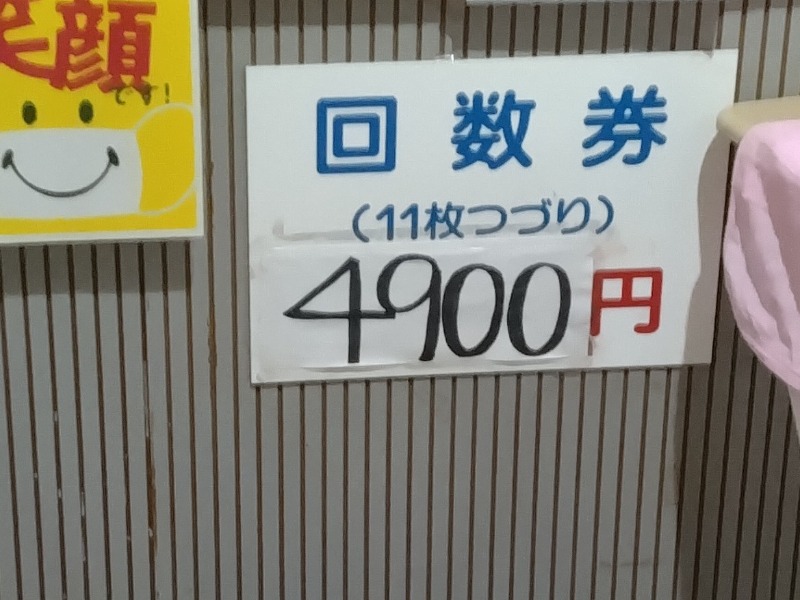 笑顔
です!
回数券
(11枚つづり)
4900円